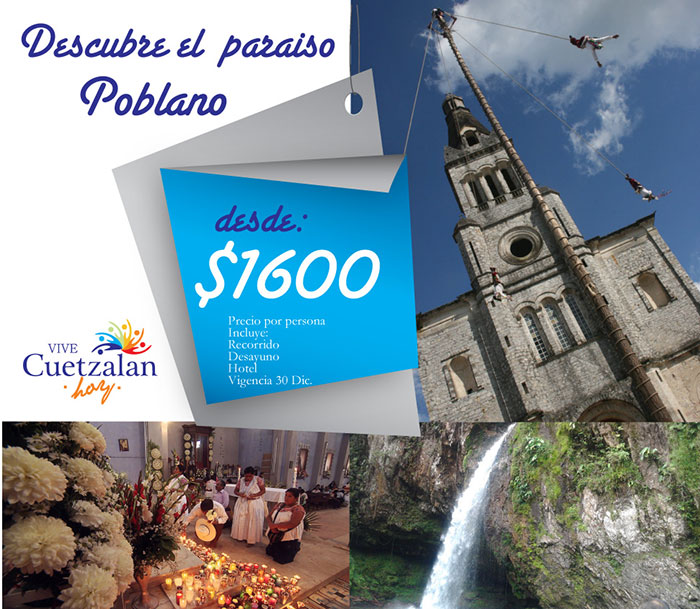 Descubre el paraiso
Poblano
desde:
$1600
Precio por persona
Incluye:
Recorrido
Desayuno
Hotel
Vigencia 30 Dic.
VIVE
Cuetzalan
hoy